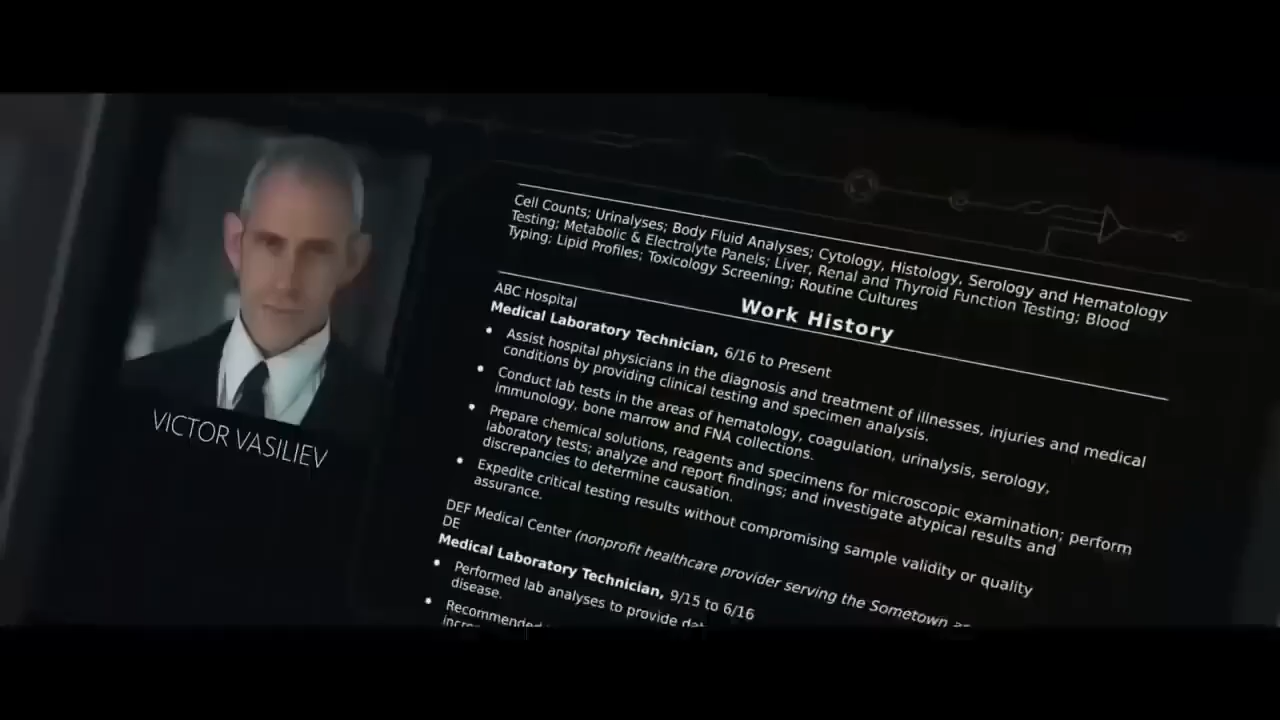 VICTOR VASILIEV
Cell Counts; Urinalyses; Body Fluid Analyses; Cytology, Histology, Serology and Hematology
Testing; Metabolic & Electrolyte Panels; Liver, Renal and Thyroid Function Testing; Blood
Typing; Lipid Profiles; Toxicology Screening; Routine Cultures
Work History
ABC Hospital
Medical Laboratory Technician, 6/16 to Present
• Assist hospital physicians in the diagnosis and treatment of illnesses, injuries and medical
conditions by providing clinical testing and specimen analysis.
• Conduct lab tests in the areas of hematology, coagulation, urinalysis, serology,
immunology, bone marrow and FNA collections.
• Prepare chemical solutions, reagents and specimens for microscopic examination; perform
laboratory tests; analyze and report findings; and investigate atypical results and
discrepancies to determine causation.
• Expedite critical testing results without compromising sample validity or quality
assurance.
DEF Medical Center (nonprofit healthcare provider serving the Sometown
DE
Medical Laboratory Technician, 9/15 to 6/16
• Performed lab analyses to provide
disease.
• Recommended